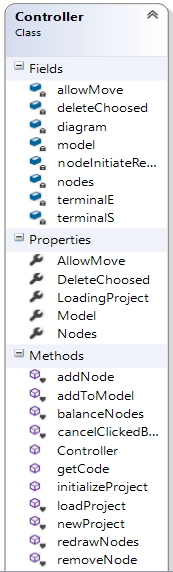 Controller
Class
Fields
allowMove
deleteChoosed
diagram
model
nodeInitiateRe...
nodes
terminalE
terminalS
Properties
AllowMove
DeleteChoosed
LoadingProject
Model
Nodes
Methods
addNode
addToModel
balanceNodes
cancelClickedB...
Controller
getCode
initializeProject
loadProject
newProject
redrawNodes
removeNode